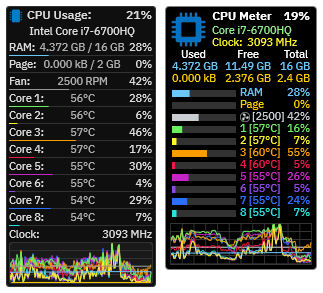 CPU Usage: 21%
Intel Core i7-6700HQ
RAM: 4.372 GB / 16 GB 28%
Page: 0.000 kB / 2 GB 0%
Fan: 2500 RPM 42%
Core 1: 56°C 28%
Core 2: 56°C 6%
Core 3: 57°C 46%
Core 4: 57°C 17%
Core 5: 55°C 30%
Core 6: 55°C 4%
Core 7: 54°C 29%
Core 8: 54°C 7%
Clock: 3093 MHz
CPU Meter 19%
Core i7-6700HQ
Clock: 3093 MHz
Used Free Total
4.372 GB 11.49 GB 16 GB
0.000 kB 2.376 GB 2.4 GB
RAM 28%
Page 0%
[2500] 42%
1 [57°C] 16%
2 [57°C] 7%
3 [60°C] 55%
4 [60°C] 5%
5 [55°C] 26%
6 [55°C] 5%
7 [55°C] 24%
8 [55°C] 7%